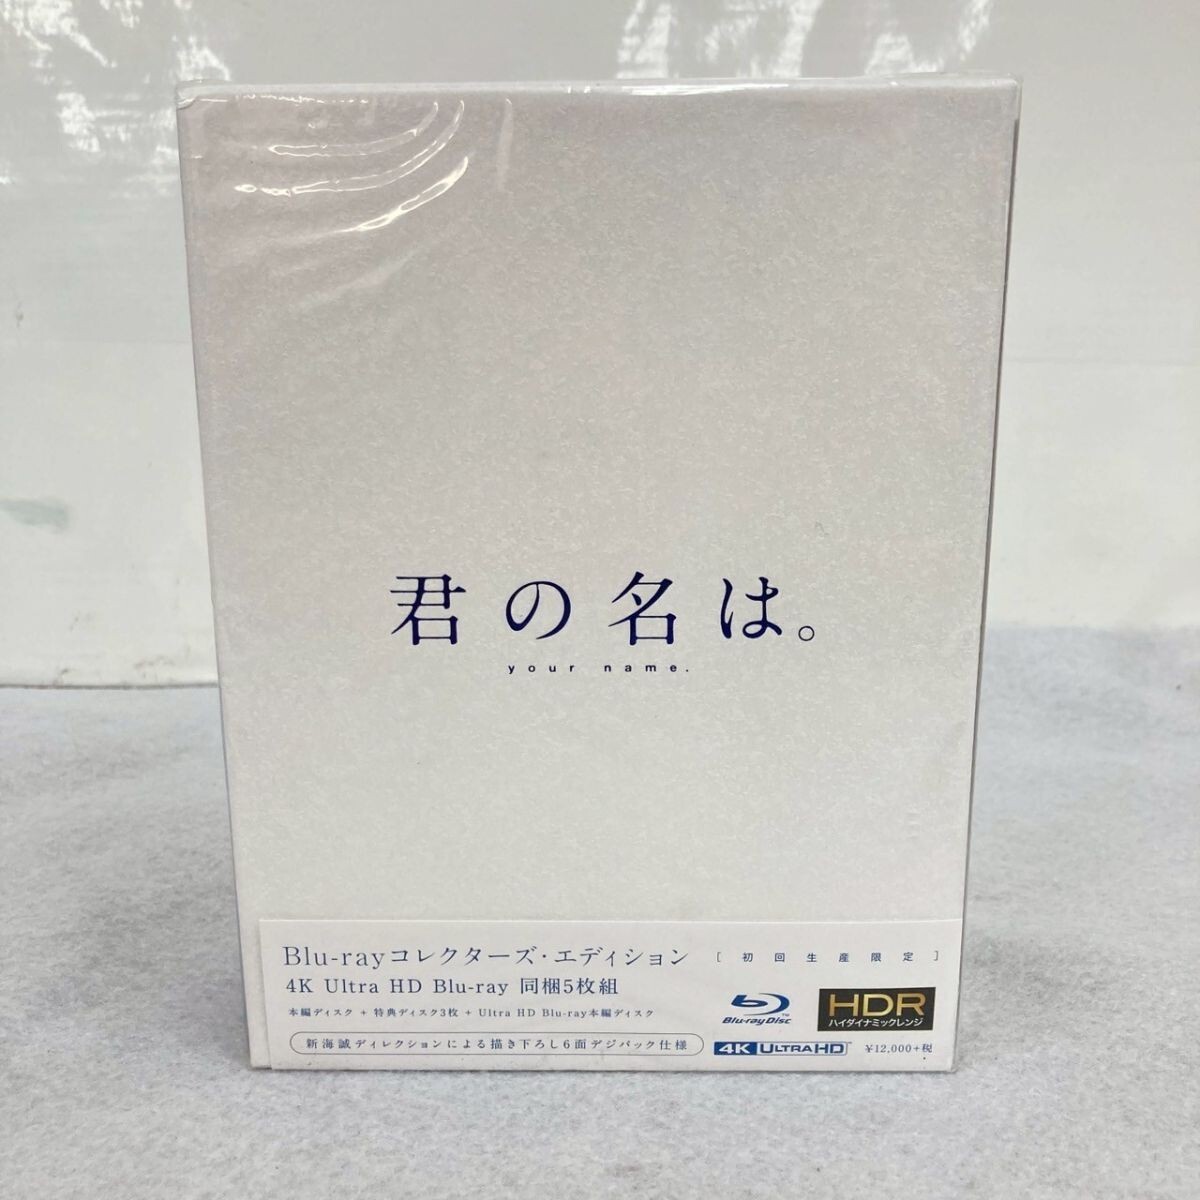 君の名は。
your name.
Blu-rayコレクターズ・エディション [初回生産限定]
4K Ultra HD Blu-ray 同梱5枚組
本編ディスク + 特典ディスク3枚 + Ultra HD Blu-ray本編ディスク
新海誠ディレクションによる描き下ろし6面デジパック仕様
Blu-ray Disc™
HDR
ハイダイナミックレンジ
4K ULTRA HD™
¥12,000+税